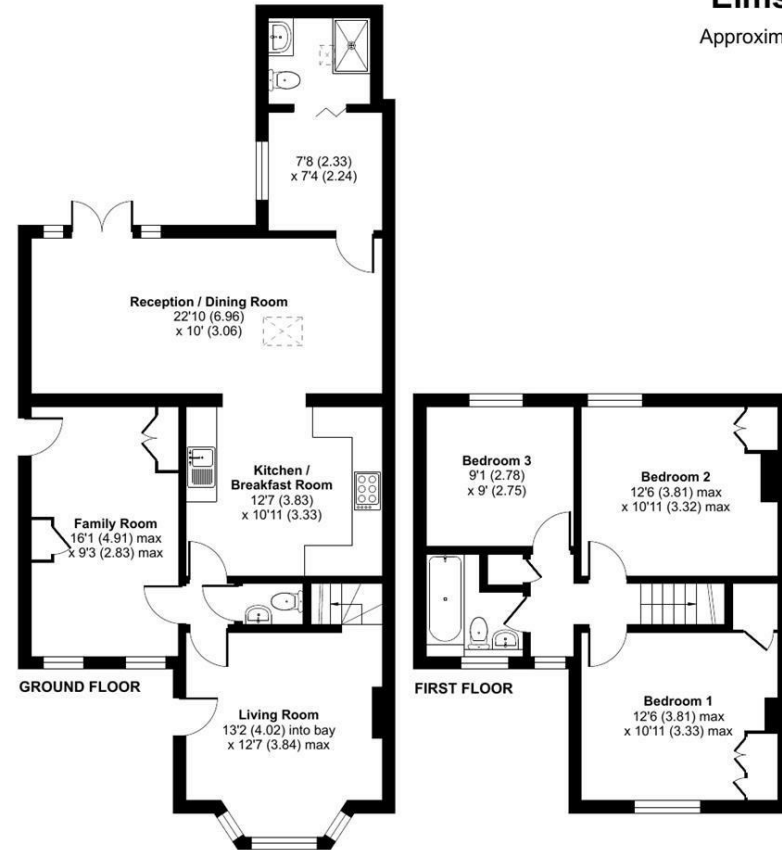 Approxim
7'8 (2.33)
x 7'4 (2.24)
Reception / Dining Room
22'10 (6.96)
x 10' (3.06)
Kitchen /
Breakfast Room
12'7 (3.83)
x 10'11 (3.33)
Family Room
16'1 (4.91) max
x 9'3 (2.83) max
Living Room
13'2 (4.02) into bay
x 12'7 (3.84) max
GROUND FLOOR
Bedroom 3
9'1 (2.78)
x 9' (2.75)
Bedroom 2
12'6 (3.81) max
x 10'11 (3.32) max
Bedroom 1
12'6 (3.81) max
x 10'11 (3.33) max
FIRST FLOOR